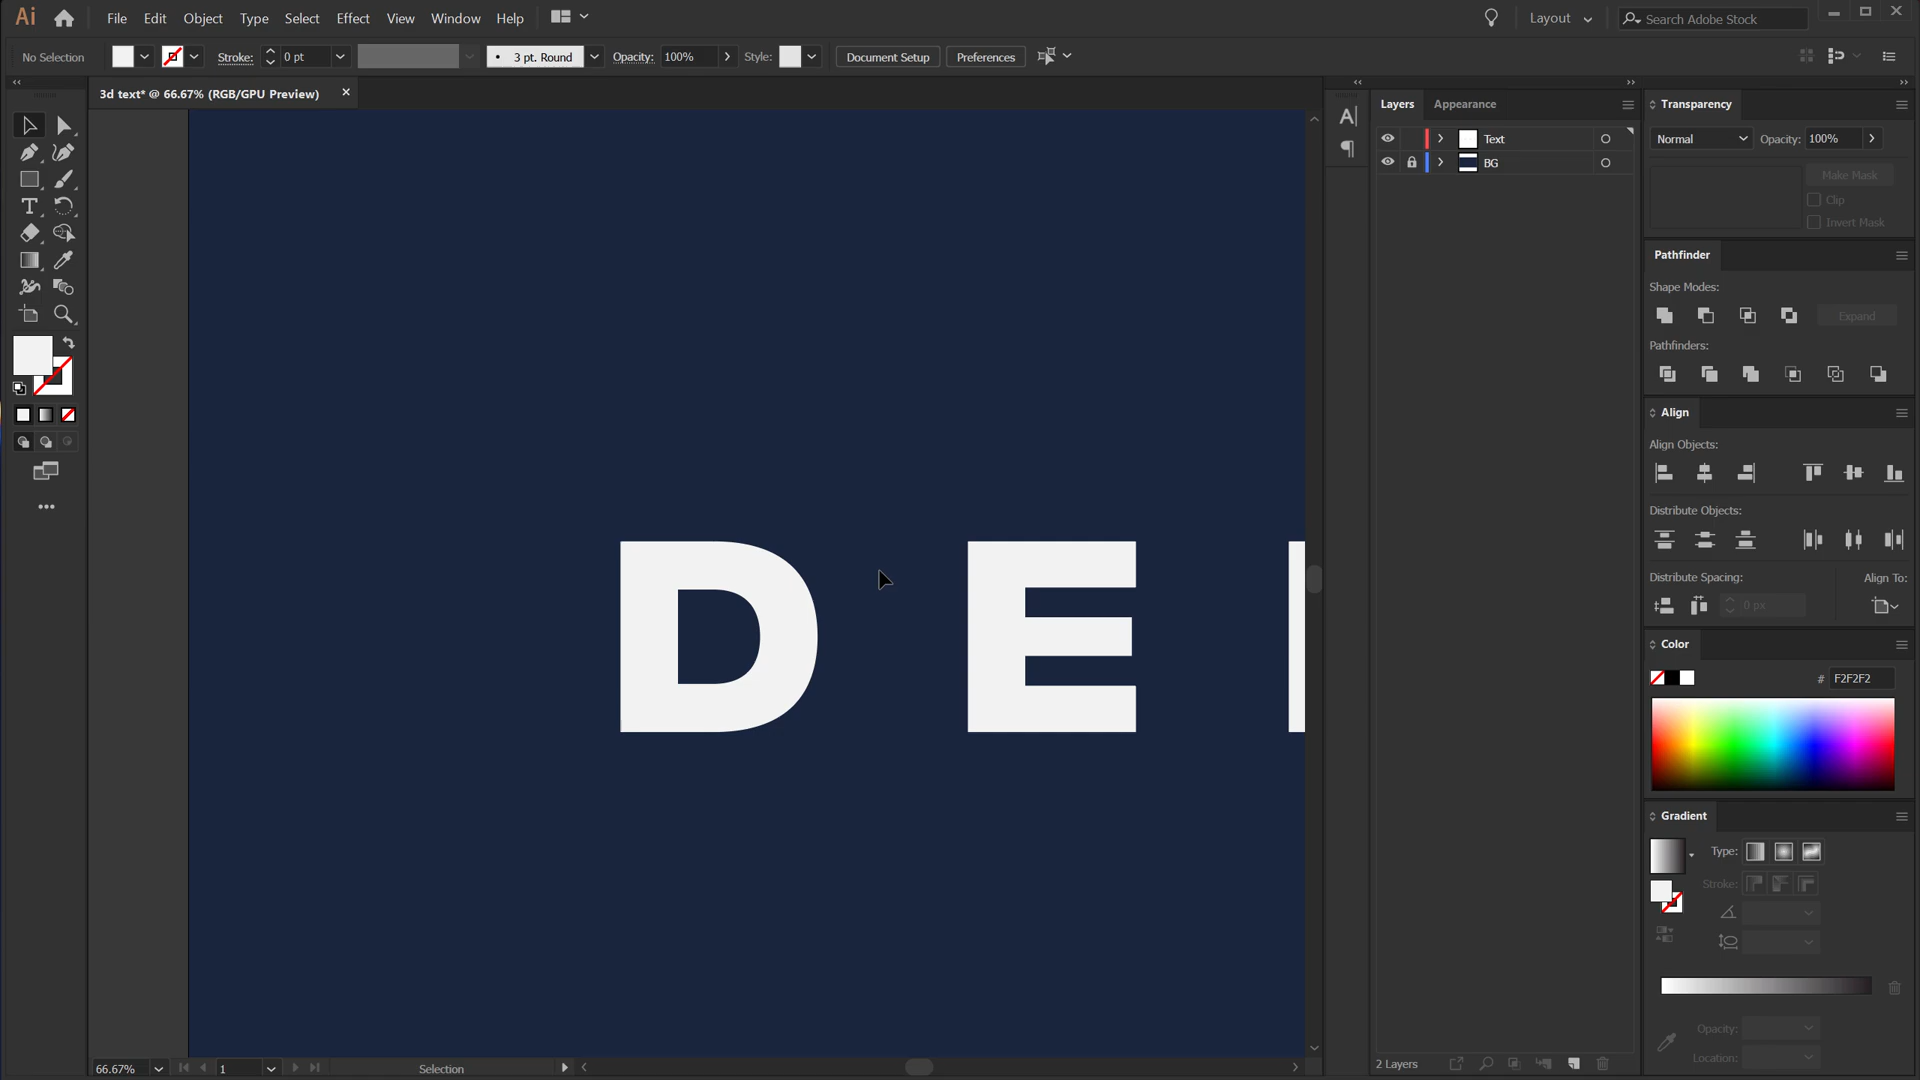 Ai File Edit Object Type Select Effect View Window Help Layout Search Adobe Stock
No Selection Stroke: 0 pt 3 pt. Round Opacity: 100% Style: Document Setup Preferences
3d text* @ 66.67% (RGB/GPU Preview)
Layers Appearance
Text
BG
2 Layers
Transparency
Normal Opacity: 100%
Make Mask
Clip
Invert Mask
Pathfinder
Shape Modes:
Expand
Pathfinders:
Align
Align Objects:
Distribute Objects:
Distribute Spacing: Align To:
0 px
Color
# F2F2F2
Gradient
Type:
Stroke:
Opacity:
Location:
D E
66.67% 1 Selection